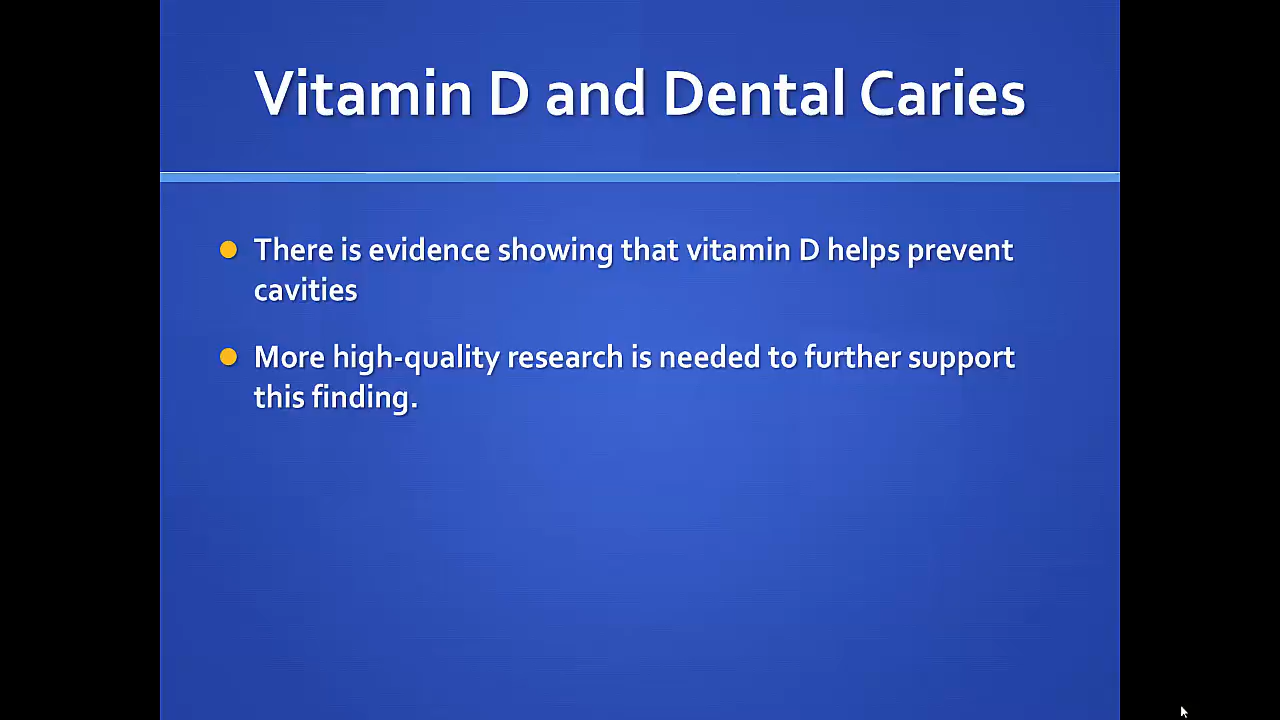 Vitamin D and Dental Caries
There is evidence showing that vitamin D helps prevent
cavities
More high-quality research is needed to further support
this finding.